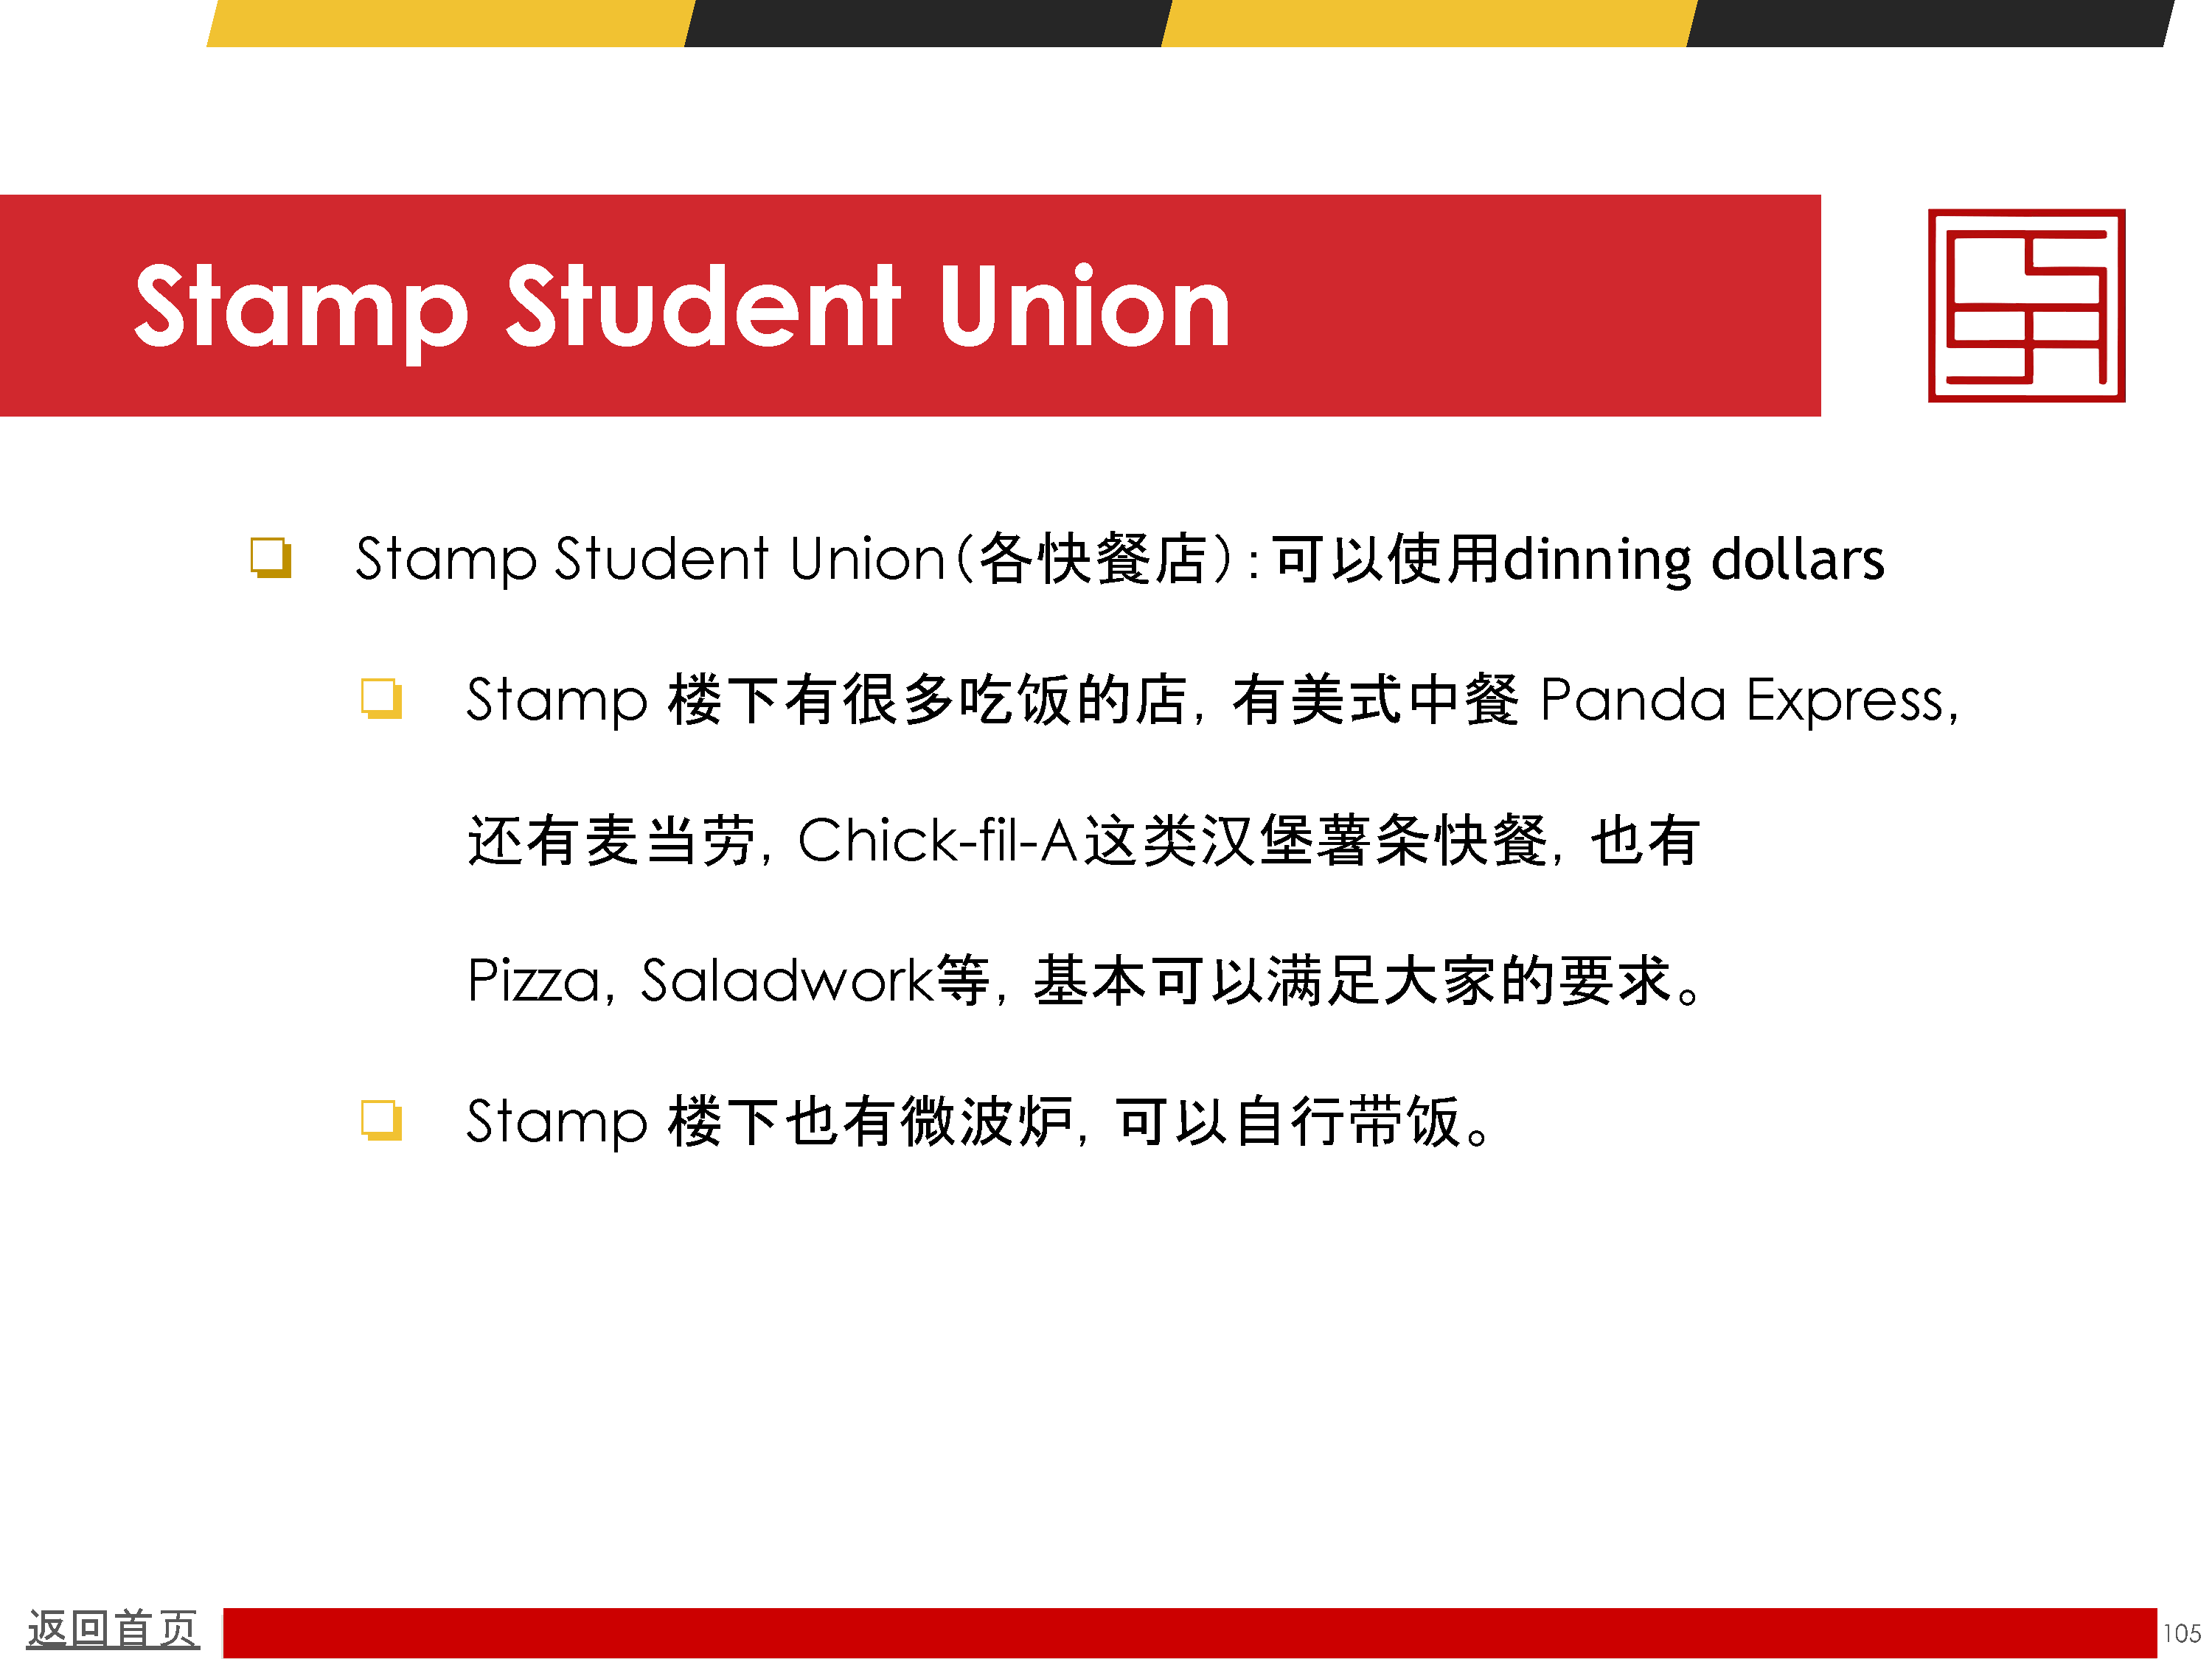 Stamp Student Union
Stamp Student Union（各快餐店）：可以使用dinning dollars
Stamp 楼下有很多吃饭的店，有美式中餐 Panda Express，
还有麦当劳，Chick-fil-A这类汉堡薯条快餐，也有
Pizza，Saladwork等，基本可以满足大家的要求。
Stamp 楼下也有微波炉，可以自行带饭。
返回首页
105